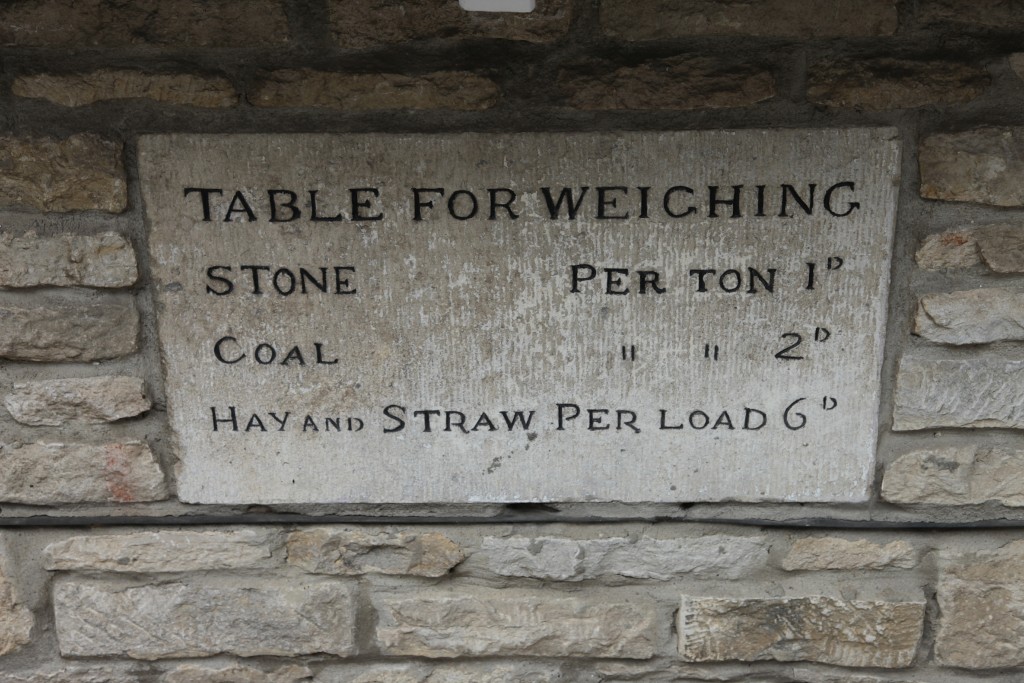 TABLE FOR WEIGHING
STONE PER TON 1D
COAL " " 2D
HAY AND STRAW PER LOAD 6D